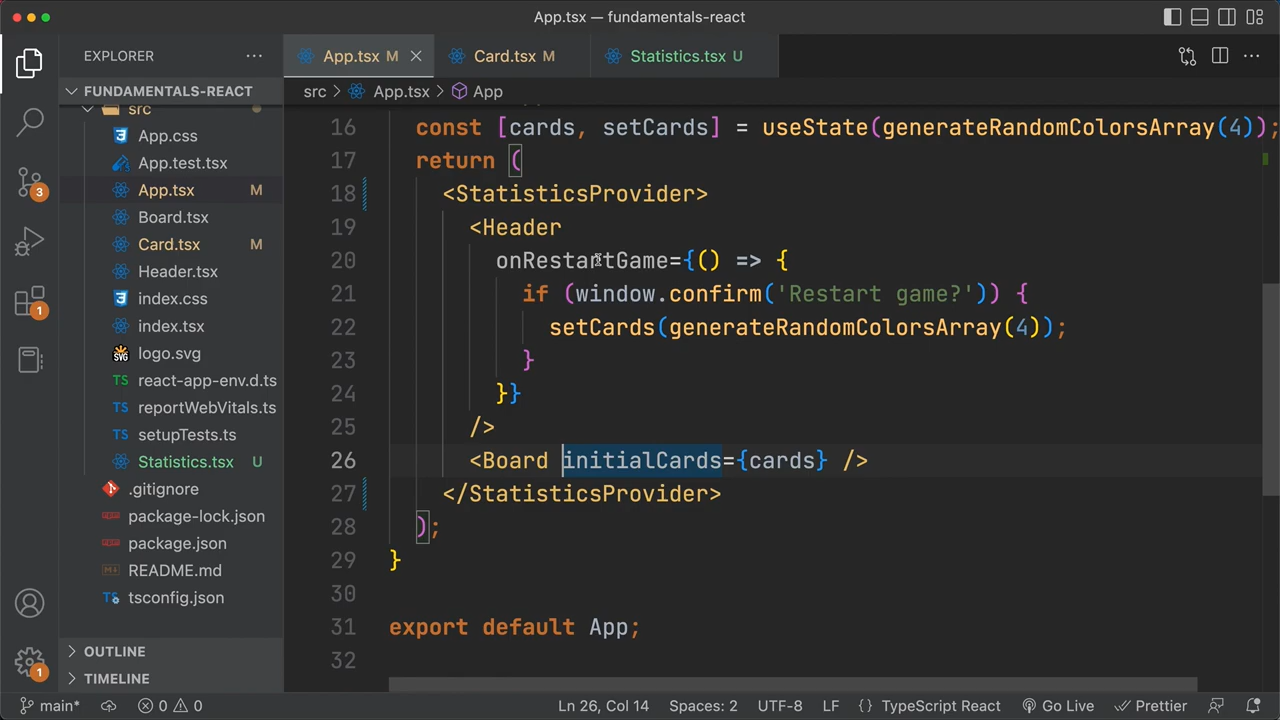 App.tsx — fundamentals-react
EXPLORER
App.tsx M
Card.tsx M
Statistics.tsx U
FUNDAMENTALS-REACT
src > App.tsx > App
src
App.css
App.test.tsx
App.tsx M
Board.tsx
Card.tsx M
Header.tsx
index.css
index.tsx
logo.svg
react-app-env.d.ts
reportWebVitals.ts
setupTests.ts
Statistics.tsx U
.gitignore
package-lock.json
package.json
README.md
tsconfig.json
OUTLINE
TIMELINE
3
1
1
16 const [cards, setCards] = useState(generateRandomColorsArray(4));
17 return (
18 <StatisticsProvider>
19 <Header
20 onRestartGame={() => {
21 if (window.confirm('Restart game?')) {
22 setCards(generateRandomColorsArray(4));
23 }
24 }}
25 />
26 <Board initialCards={cards} />
27 </StatisticsProvider>
28 );
29 }
30
31 export default App;
32
main* 0 0 Ln 26, Col 14 Spaces: 2 UTF-8 LF {} TypeScript React Go Live Prettier